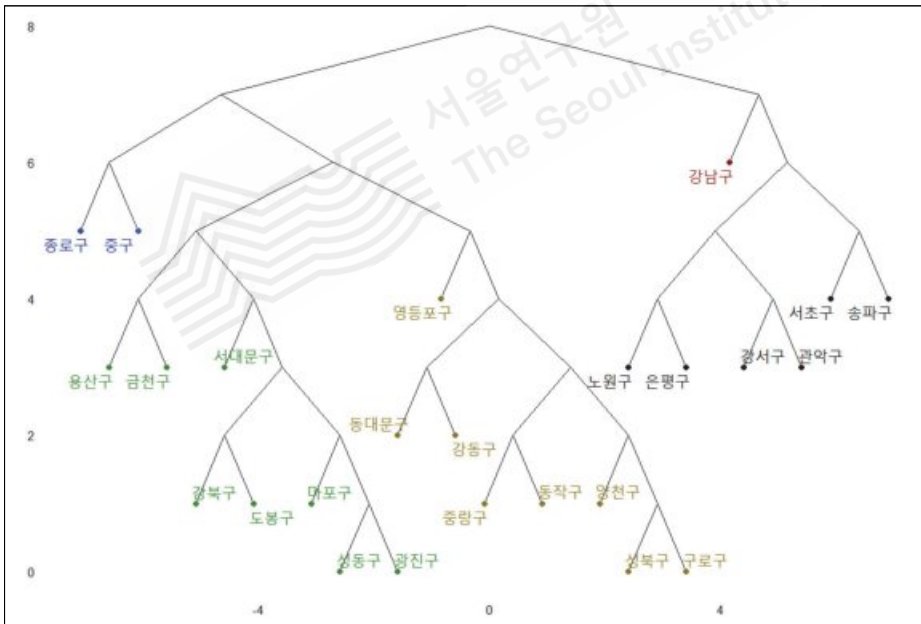 8
서울연구원
The Seoul Institut
6
강남구
종로구 중구
4
영등포구
서초구 송파구
용산구 금천구
서대문구
노원구 은평구
강서구 관악구
2
동대문구
강동구
강북구
도봉구
마포구
중랑구
동작구 양천구
0
성동구 광진구
성북구 구로구
-4 0 4